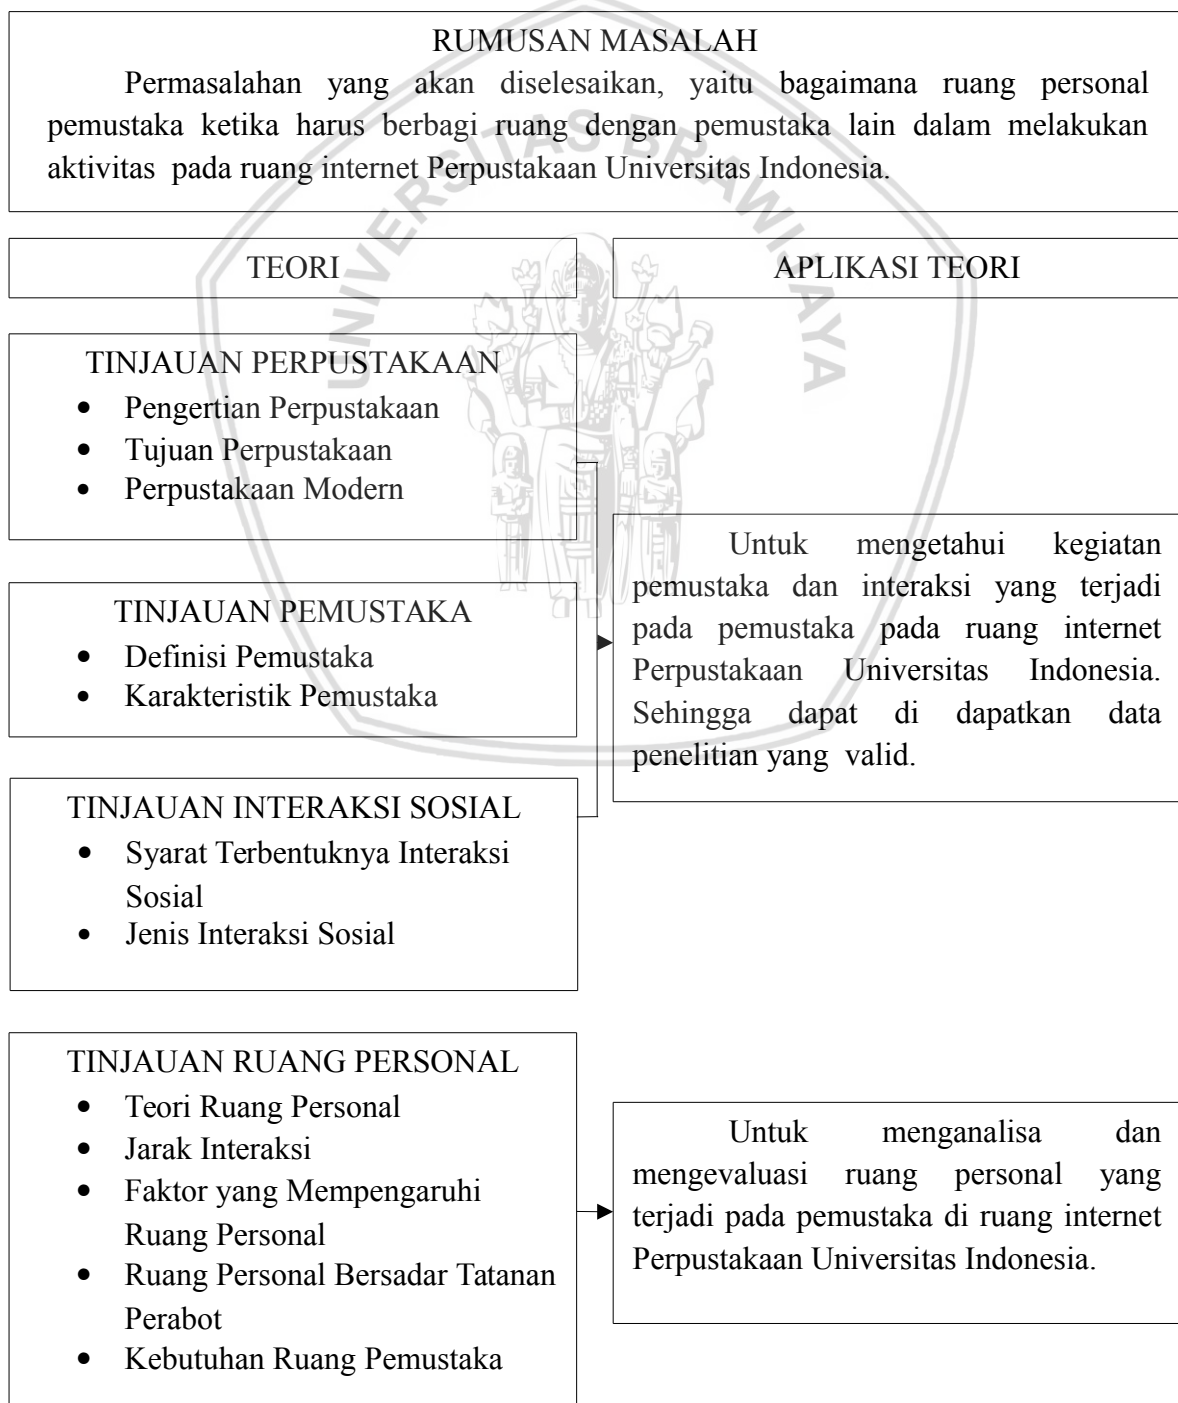 RUMUSAN MASALAH
Permasalahan yang akan diselesaikan, yaitu bagaimana ruang personal
pemustaka ketika harus berbagi ruang dengan pemustaka lain dalam melakukan
aktivitas pada ruang internet Perpustakaan Universitas Indonesia.
UNIVERSITAS BRAWIJAYA
TEORI
APLIKASI TEORI
TINJAUAN PERPUSTAKAAN
• Pengertian Perpustakaan
• Tujuan Perpustakaan
• Perpustakaan Modern
TINJAUAN PEMUSTAKA
• Definisi Pemustaka
• Karakteristik Pemustaka
TINJAUAN INTERAKSI SOSIAL
• Syarat Terbentuknya Interaksi
Sosial
• Jenis Interaksi Sosial
Untuk mengetahui kegiatan
pemustaka dan interaksi yang terjadi
pada pemustaka pada ruang internet
Perpustakaan Universitas Indonesia.
Sehingga dapat di dapatkan data
penelitian yang valid.
TINJAUAN RUANG PERSONAL
• Teori Ruang Personal
• Jarak Interaksi
• Faktor yang Mempengaruhi
Ruang Personal
• Ruang Personal Bersadar Tatanan
Perabot
• Kebutuhan Ruang Pemustaka
Untuk menganalisa dan
mengevaluasi ruang personal yang
terjadi pada pemustaka di ruang internet
Perpustakaan Universitas Indonesia.